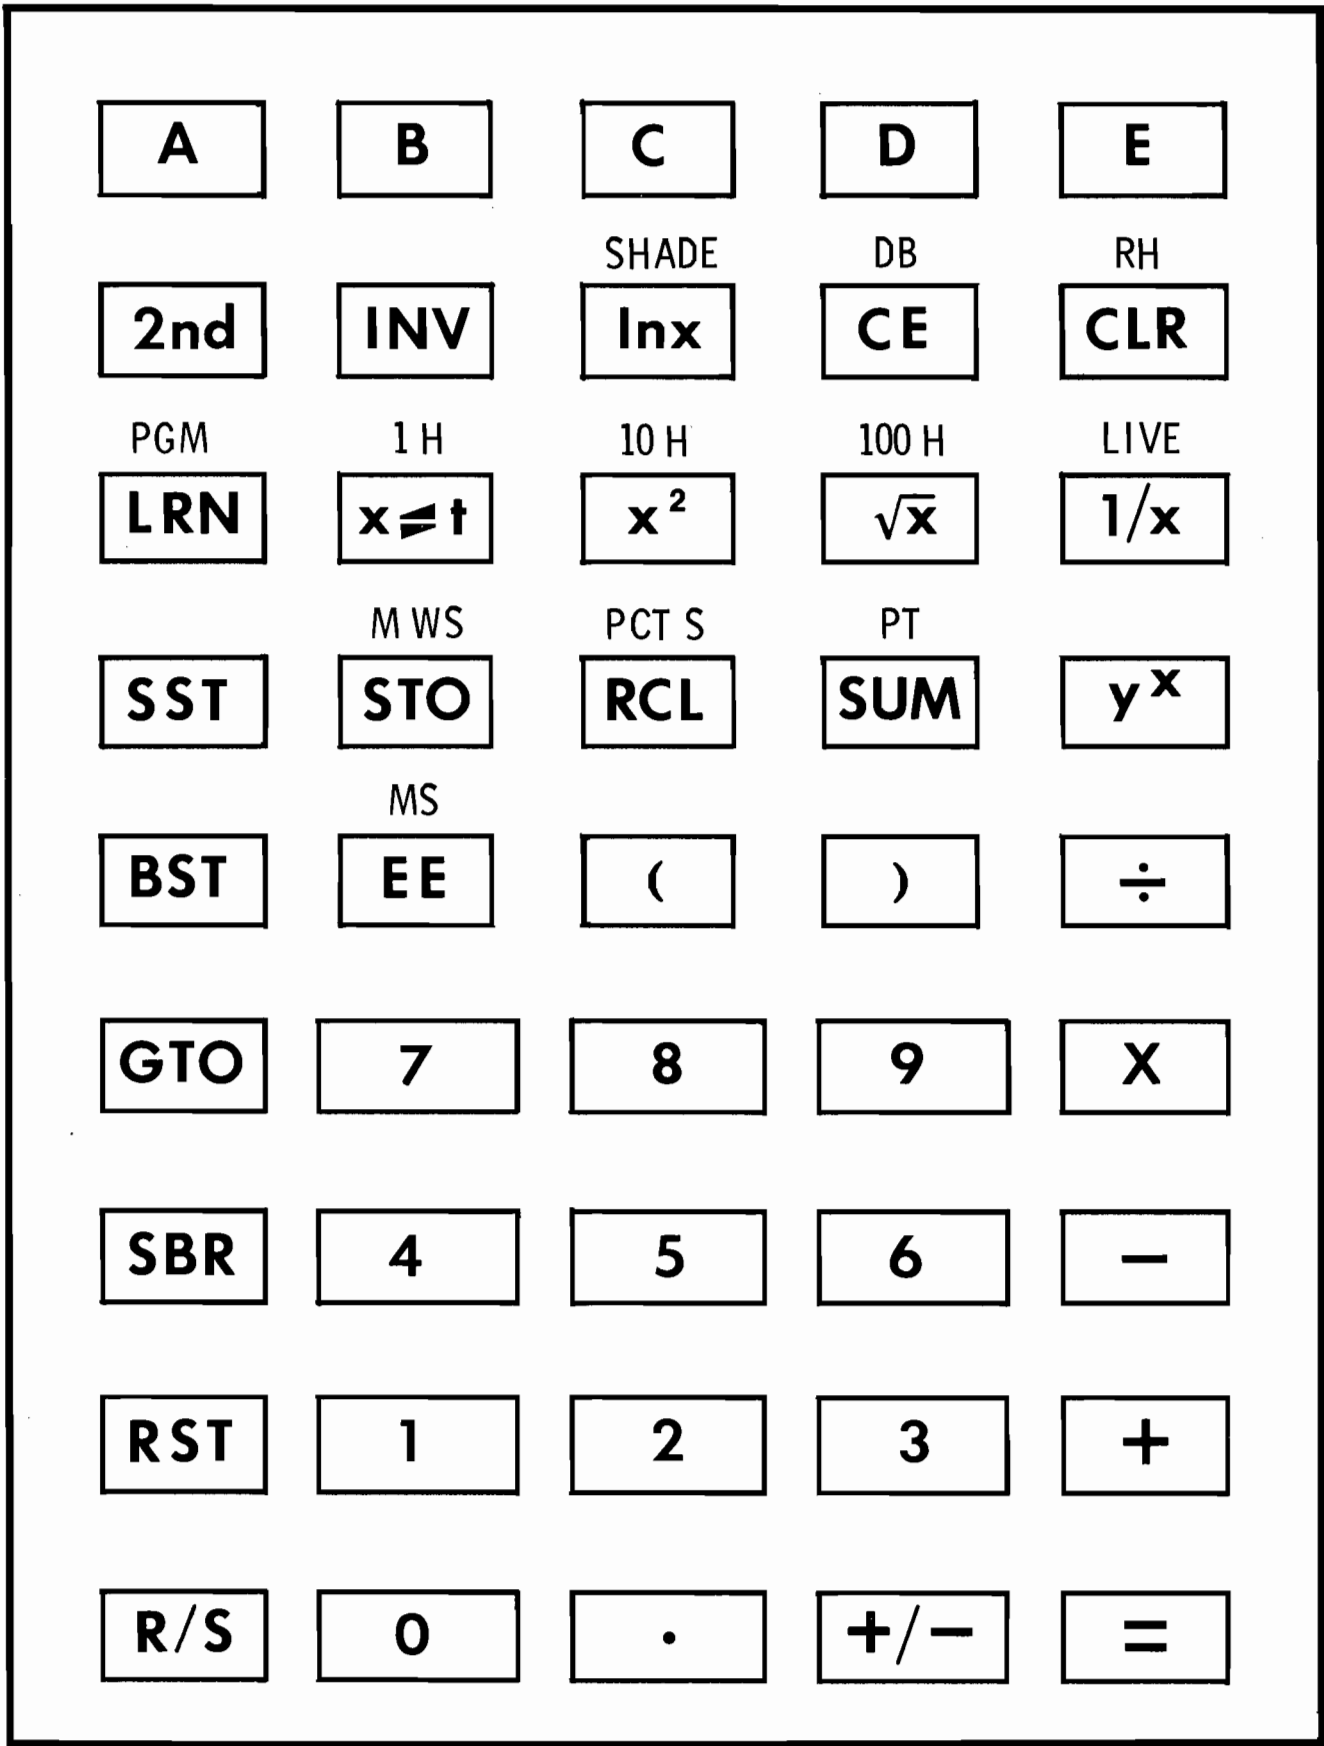 A B C D E
SHADE DB RH
2nd INV lnx CE CLR
PGM 1 H 10 H 100 H LIVE
LRN x⇌t x² √x 1/x
M WS PCT S PT
SST STO RCL SUM yˣ
MS
BST EE ( ) ÷
GTO 7 8 9 X
SBR 4 5 6 −
RST 1 2 3 +
R/S 0 . +/− =